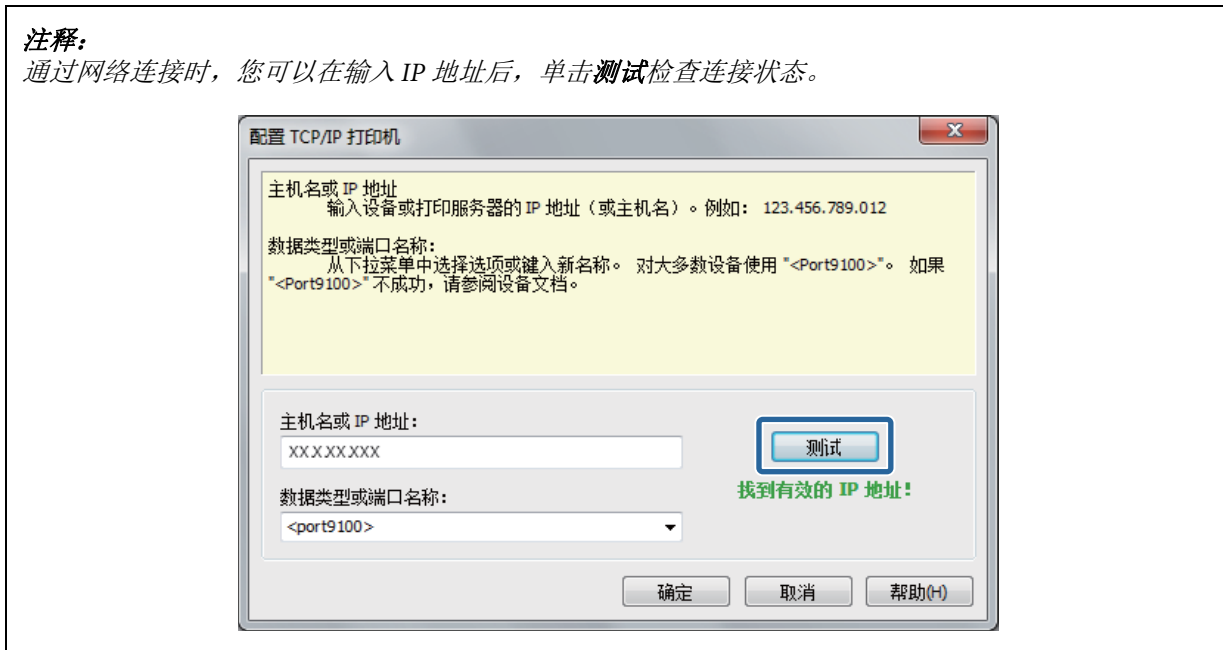 注释：
通过网络连接时，您可以在输入 IP 地址后，单击测试检查连接状态。
配置 TCP/IP 打印机
主机名或 IP 地址
输入设备或打印服务器的 IP 地址（或主机名）。例如： 123.456.789.012
数据类型或端口名称：
从下拉菜单中选择选项或键入新名称。 对大多数设备使用 "<Port9100>"。 如果
"<Port9100>" 不成功，请参阅设备文档。
主机名或 IP 地址：
XX.X.XX.XXX
测试
找到有效的 IP 地址！
数据类型或端口名称：
<port9100>
确定 取消 帮助(H)